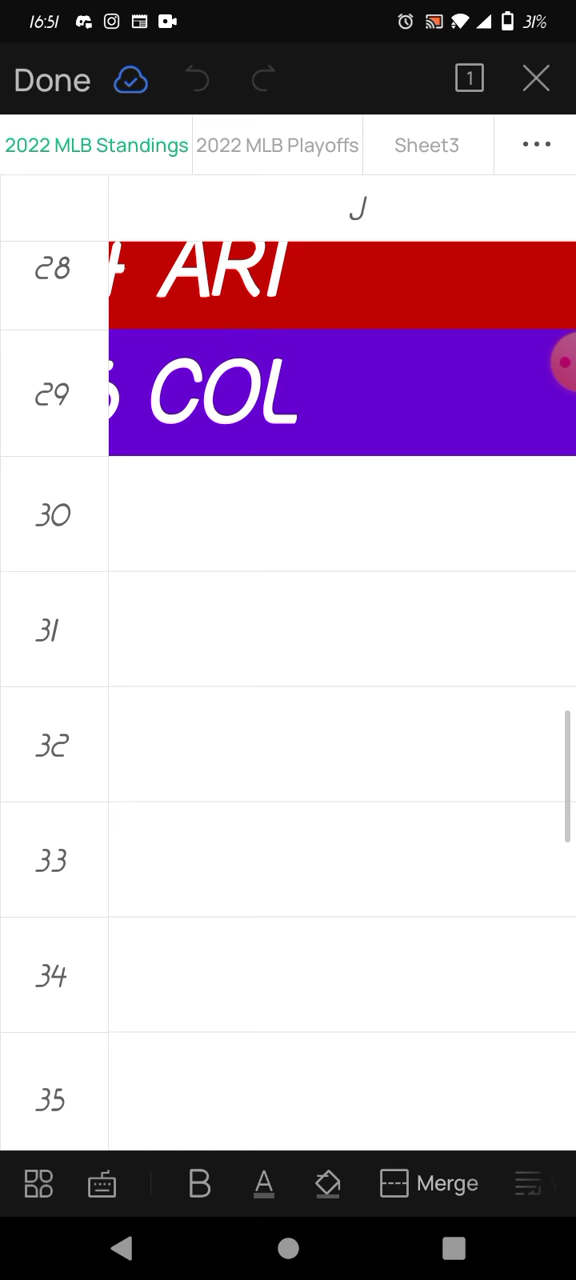 16:51 31%
Done 1
2022 MLB Standings 2022 MLB Playoffs Sheet3
J
28 ARI
29 COL
30
31
32
33
34
35
B A Merge